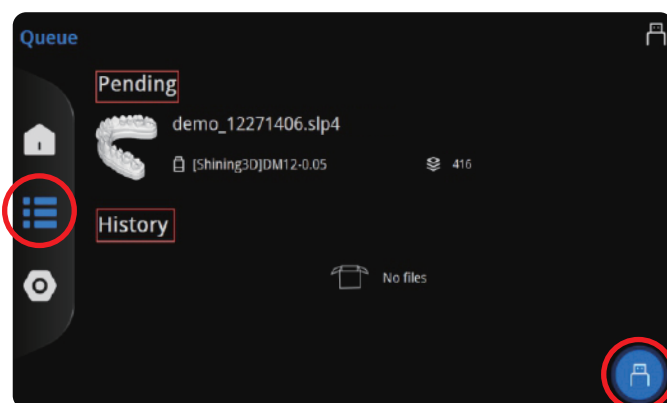 Queue
Pending
demo_12271406.slp4
[Shining3D]DM12-0.05 416
History
No files